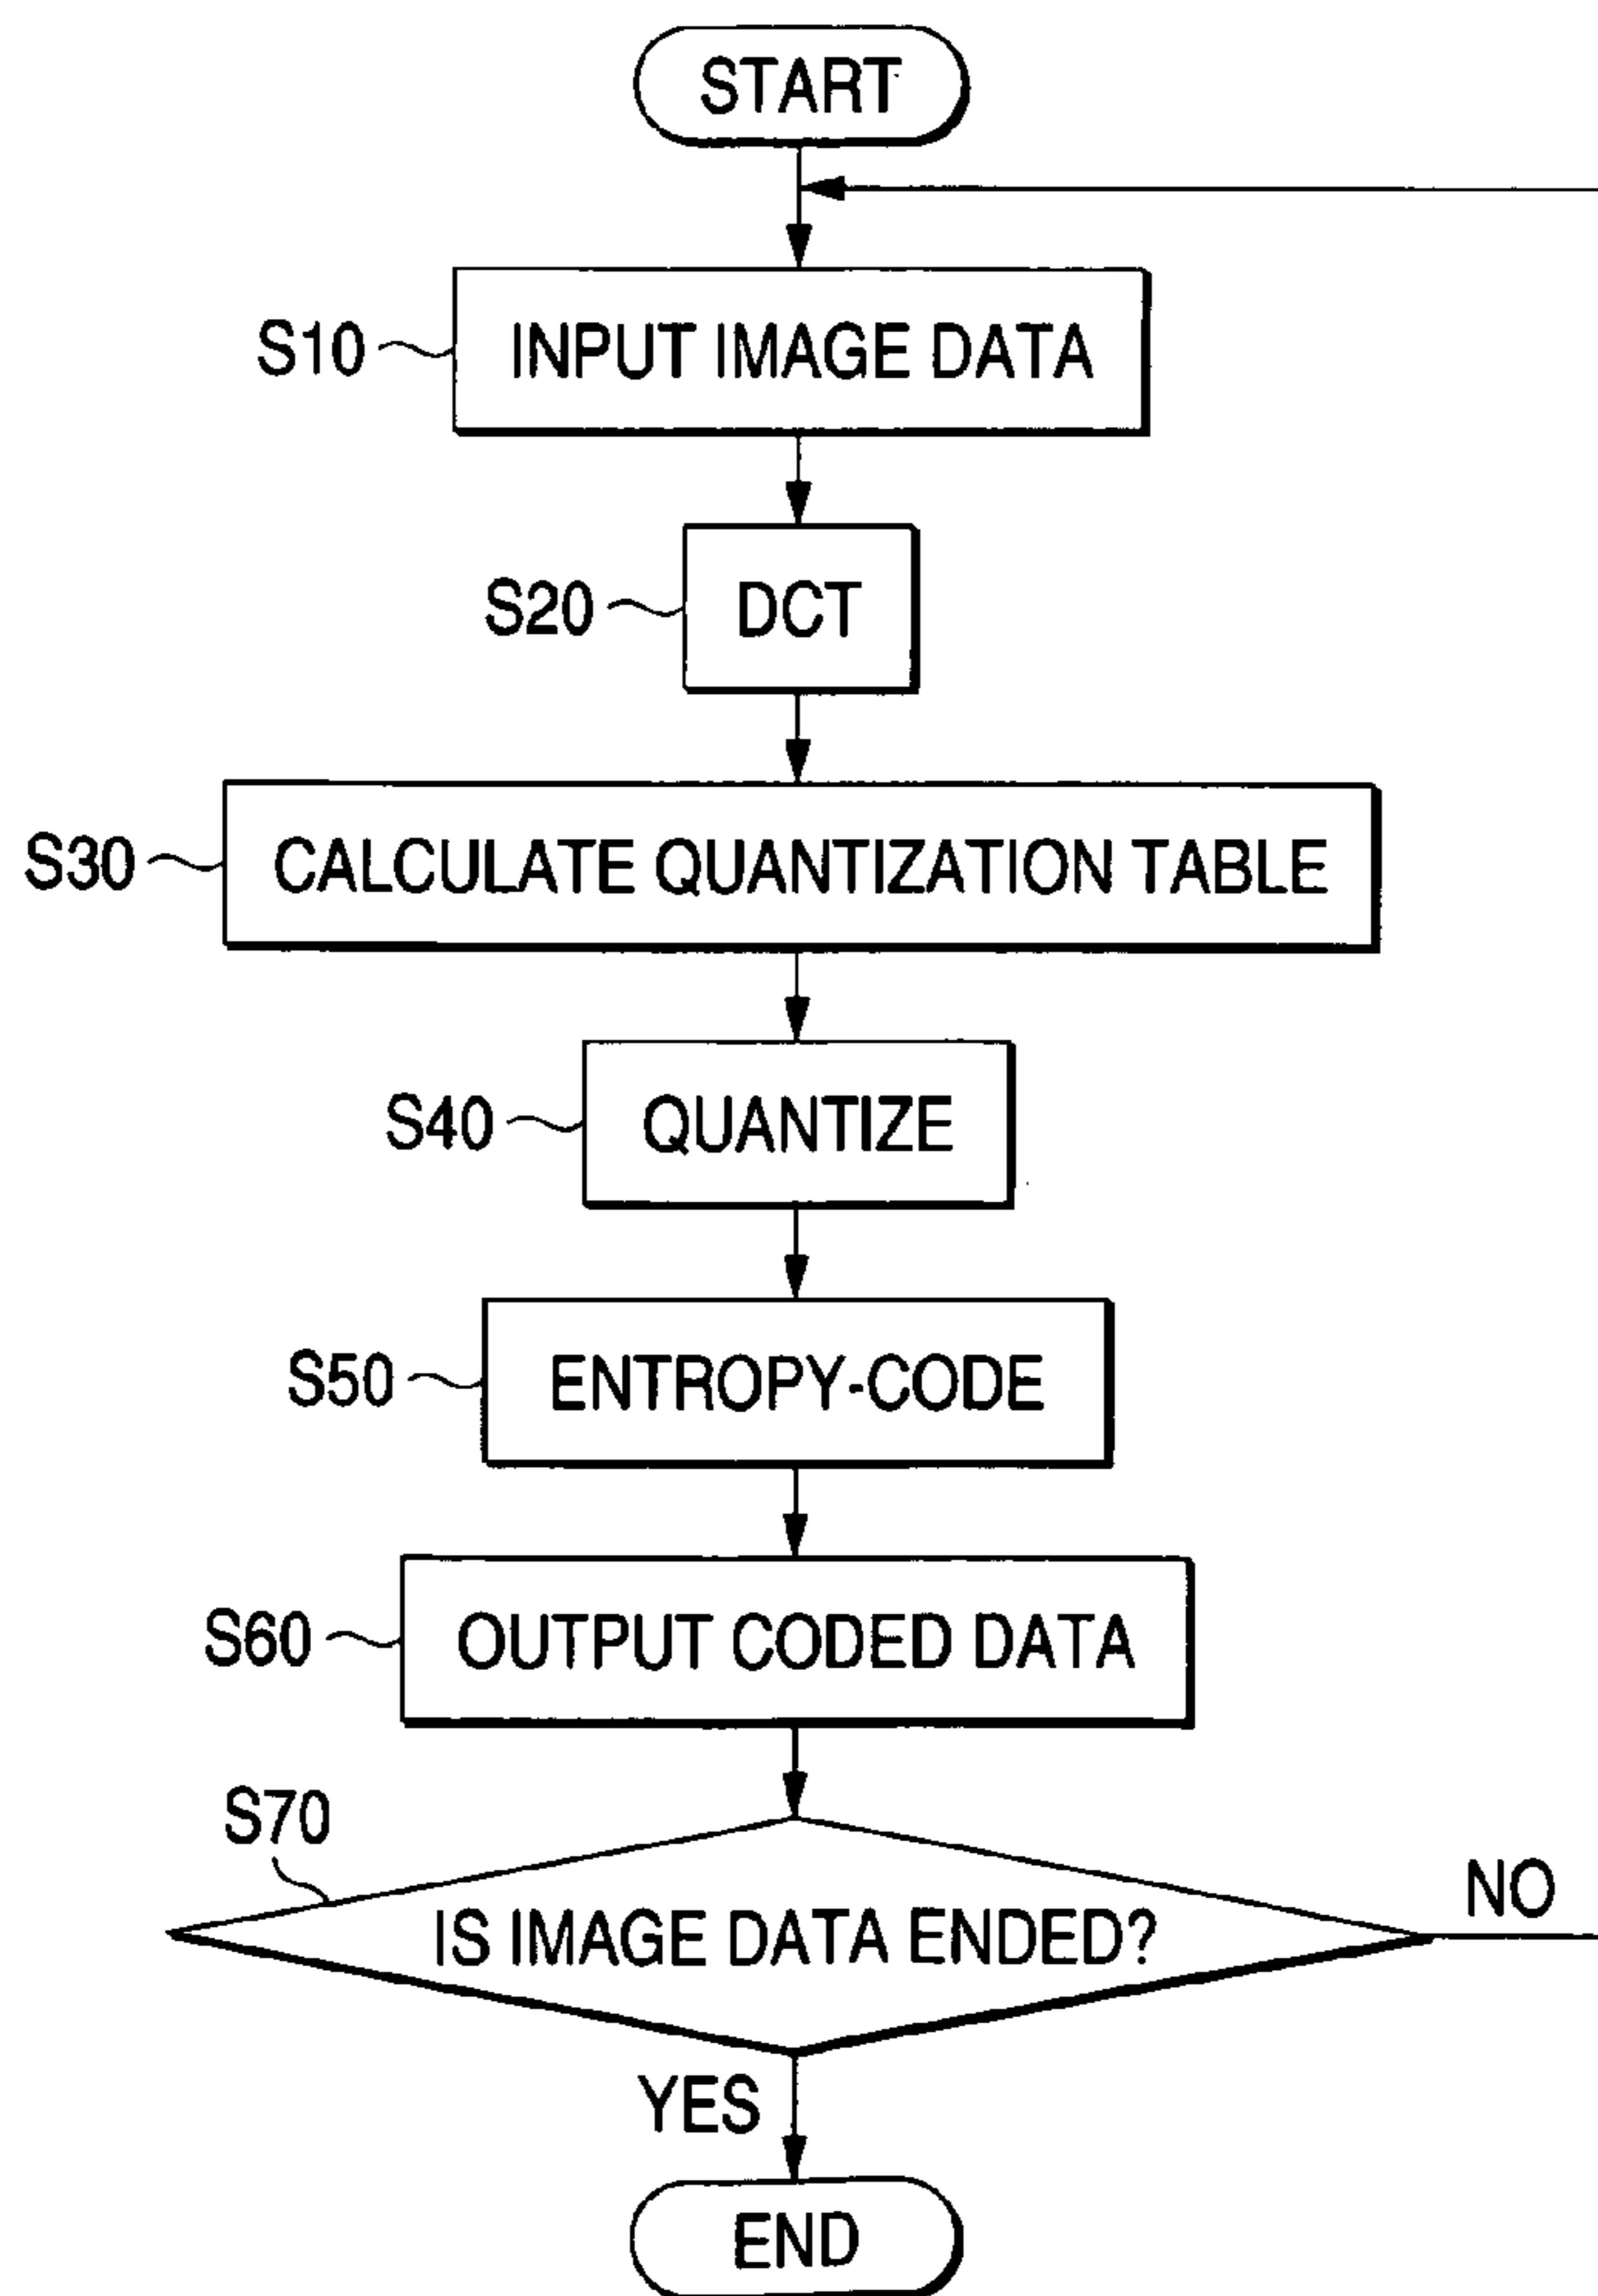 START
S10
INPUT IMAGE DATA
S20
DCT
S30
CALCULATE QUANTIZATION TABLE
S40
QUANTIZE
S50
ENTROPY-CODE
S60
OUTPUT CODED DATA
S70
IS IMAGE DATA ENDED?
NO
YES
END